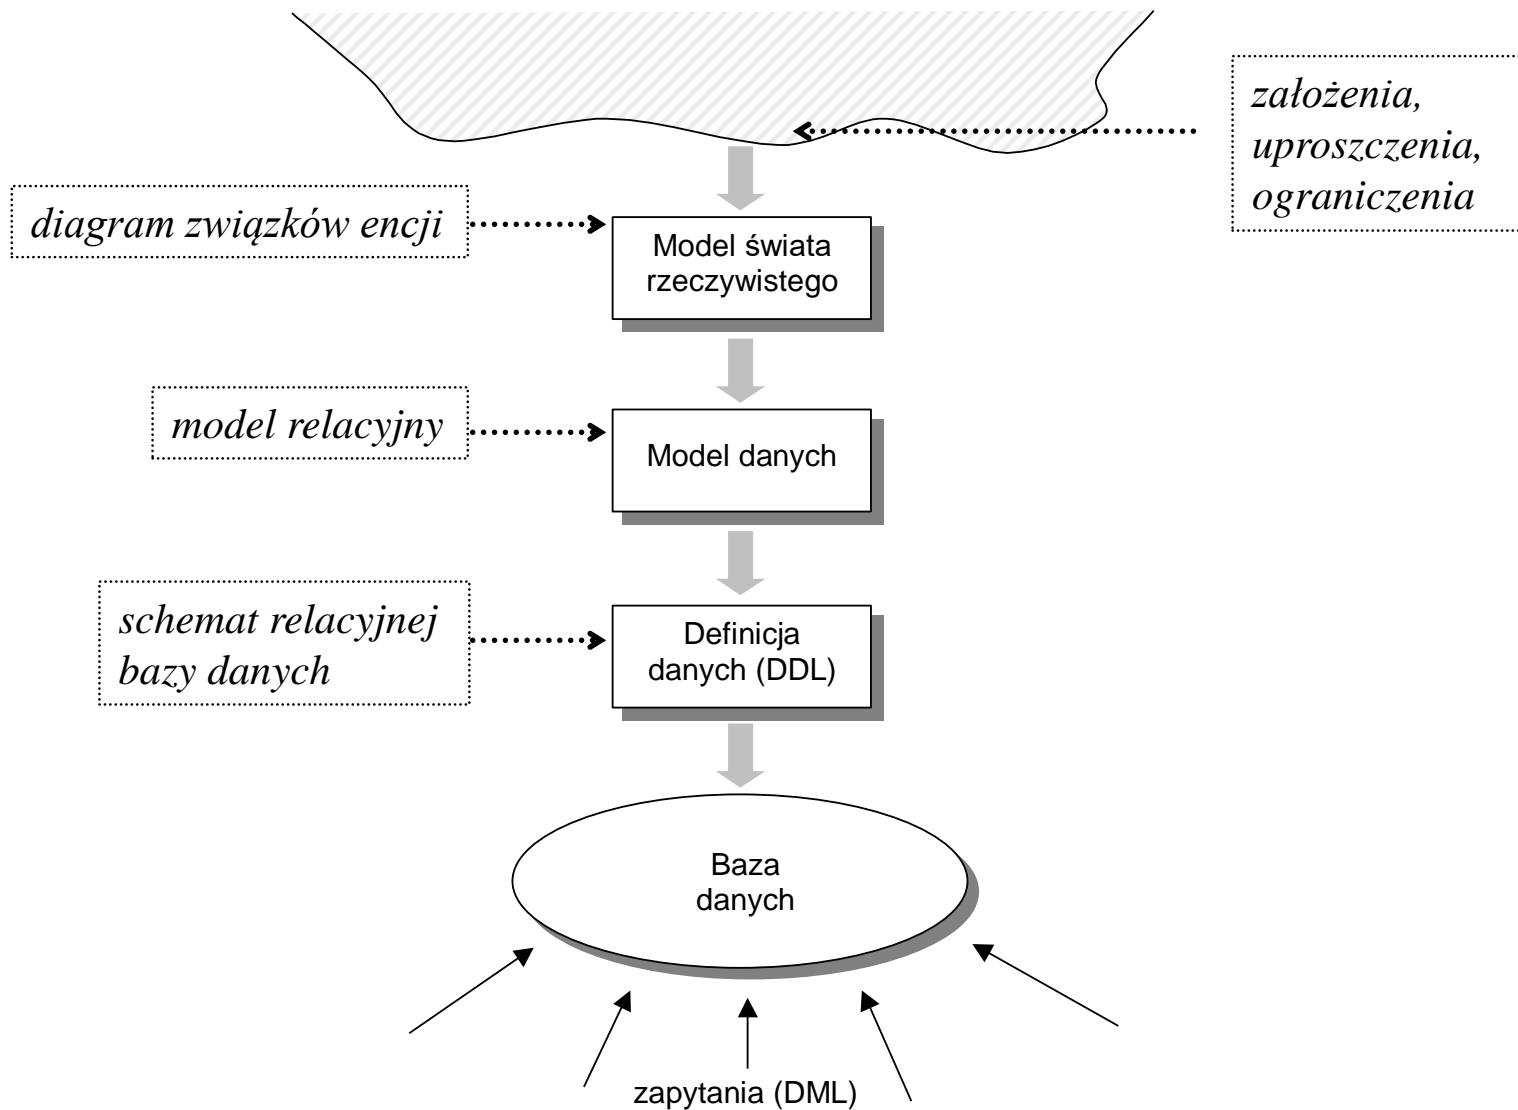 założenia,
uproszczenia,
ograniczenia
diagram związków encji
Model świata
rzeczywistego
model relacyjny
Model danych
schemat relacyjnej
bazy danych
Definicja
danych (DDL)
Baza
danych
zapytania (DML)